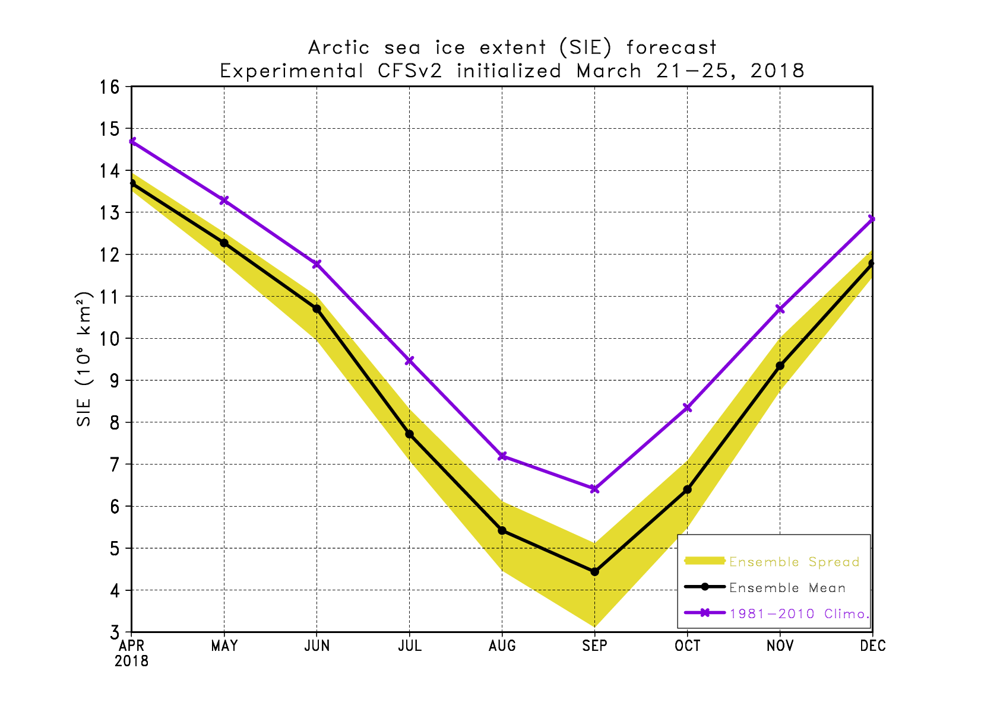 Arctic sea ice extent (SIE) forecast
Experimental CFSv2 initialized March 21-25, 2018
SIE (10⁶ km²)
16
15
14
13
12
11
10
9
8
7
6
5
4
3
APR MAY JUN JUL AUG SEP OCT NOV DEC
2018
Ensemble Spread
Ensemble Mean
1981-2010 Climo.